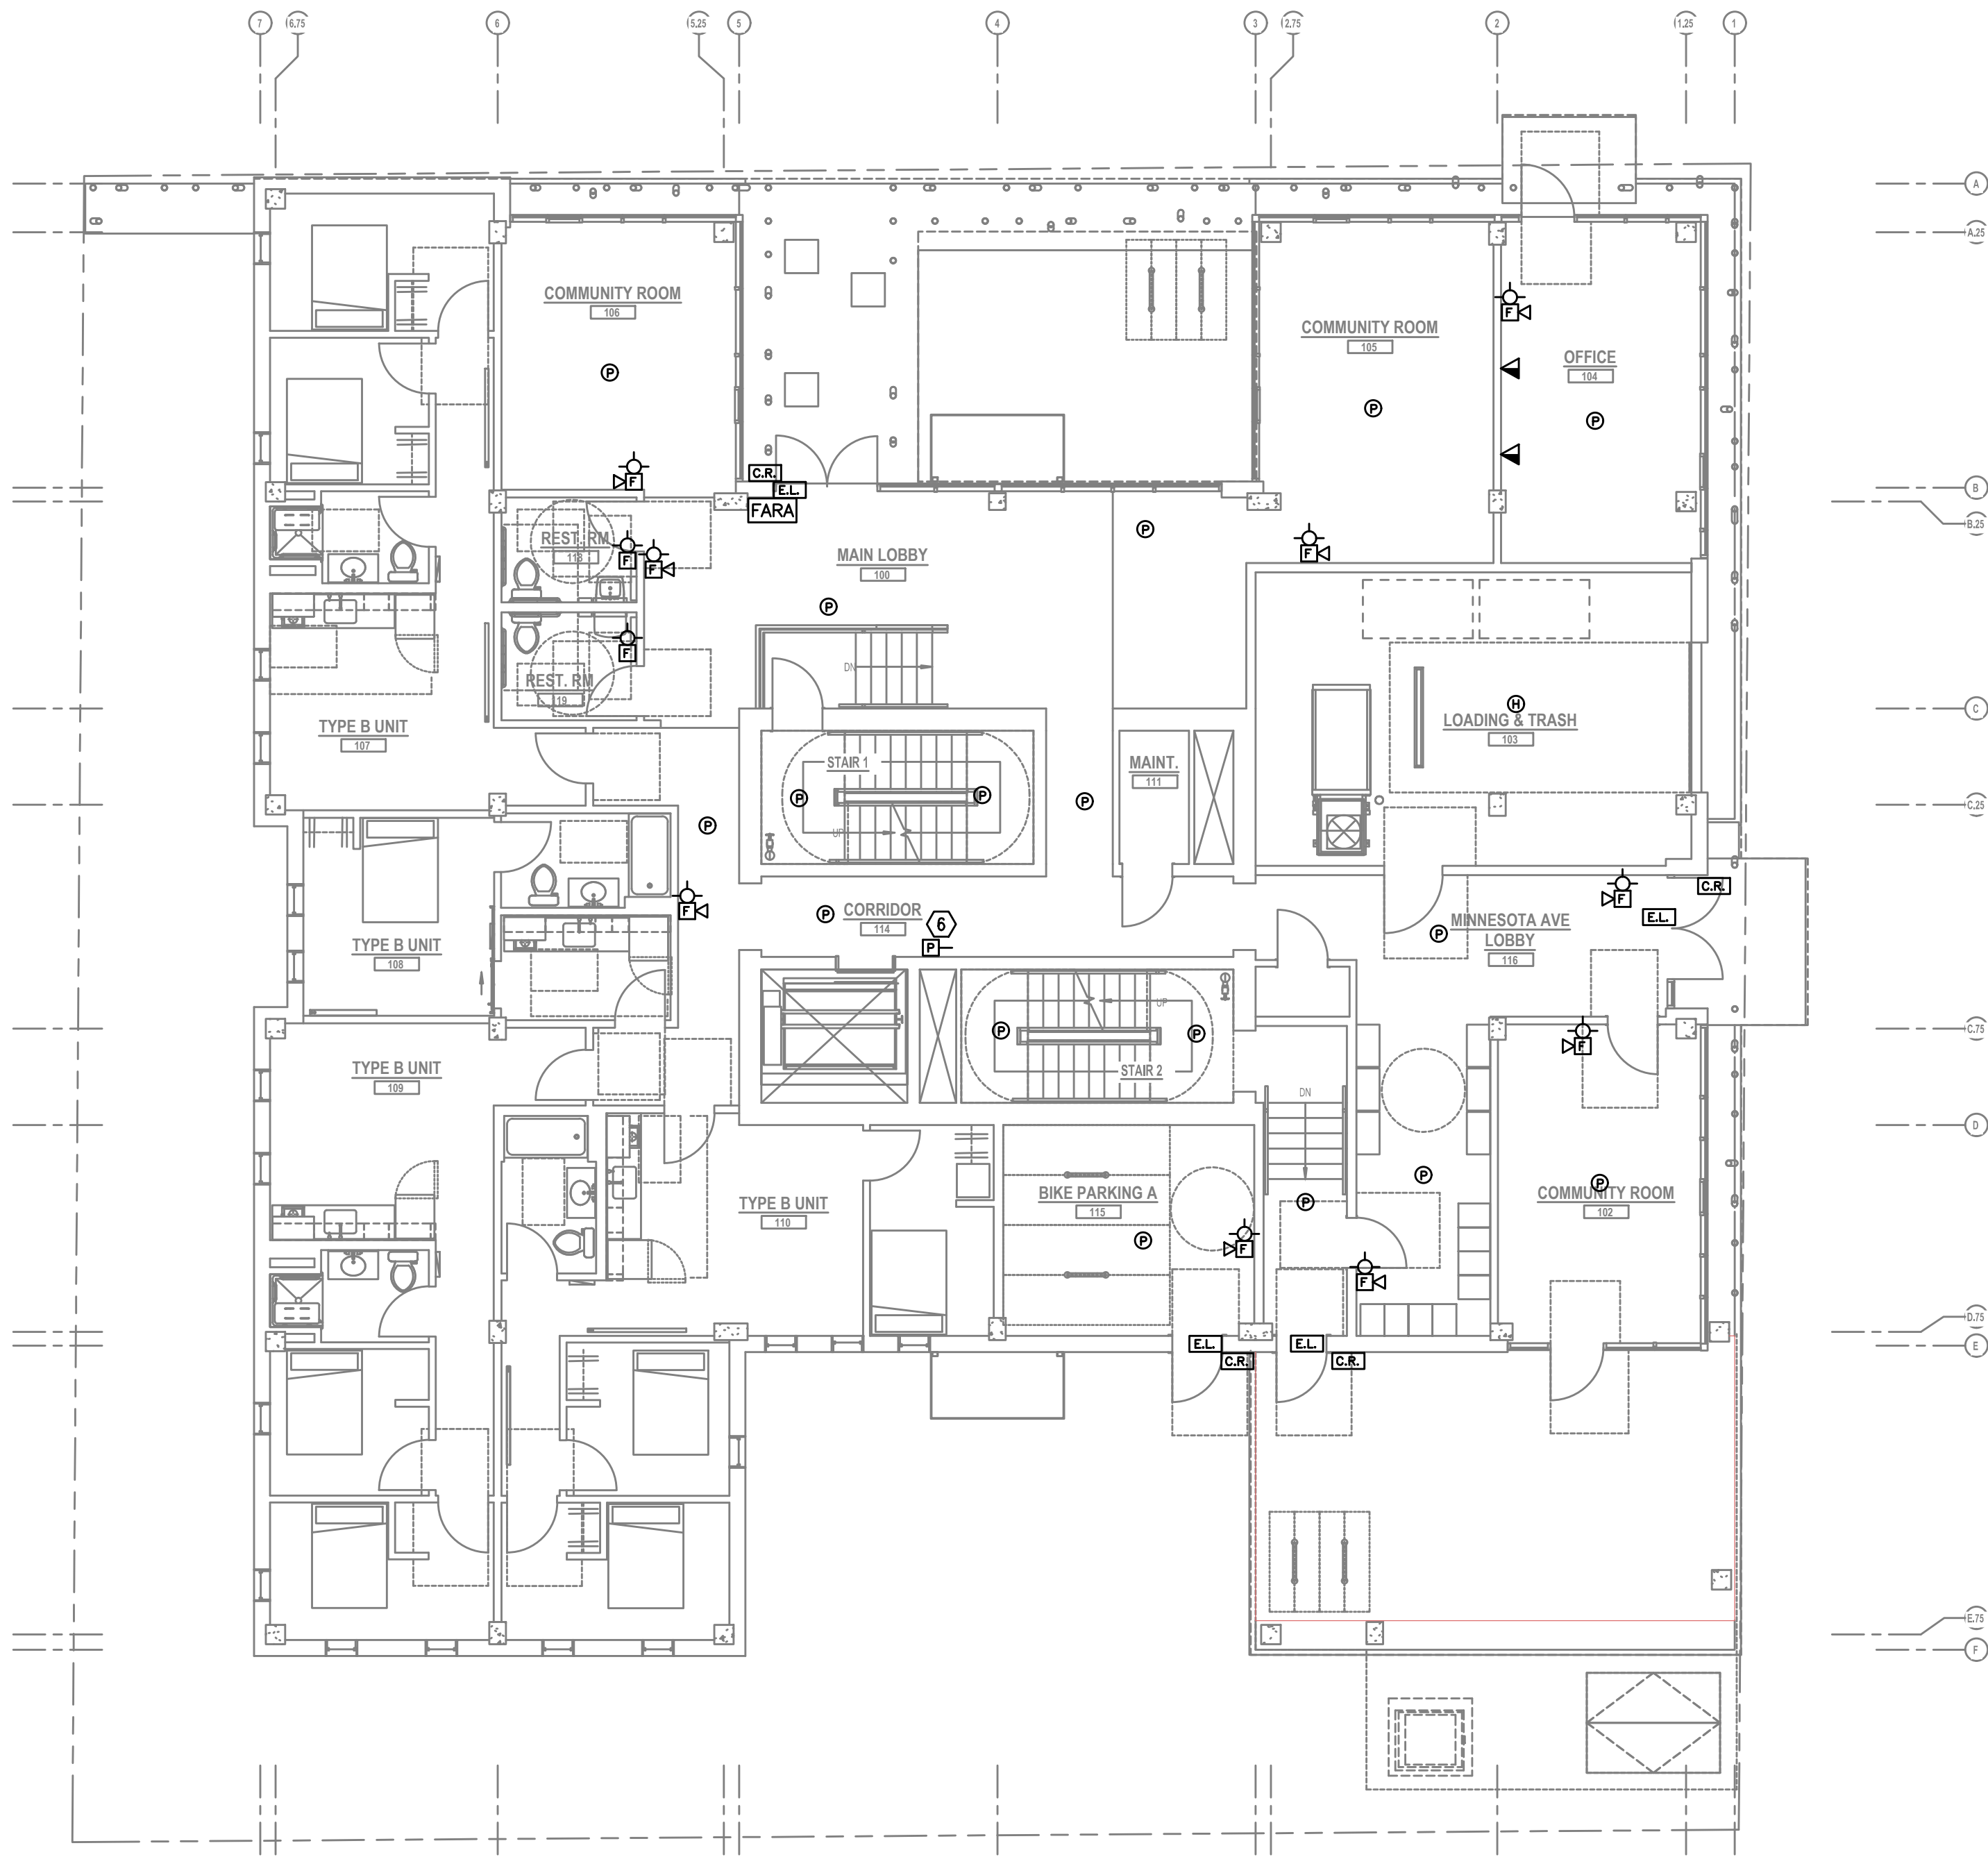 7
6.75
6
5.25
5
4
3
2.75
2
1.25
1
A
A.25
COMMUNITY ROOM
106
COMMUNITY ROOM
105
F
OFFICE
104
P
P
P
C.R.
F
E.L.
FARA
B
B.25
P
REST. RM
118
F
F
MAIN LOBBY
100
F
P
F
DN
REST. RM
119
H
LOADING & TRASH
103
C
TYPE B UNIT
107
STAIR 1
MAINT.
111
P
P
P
P
UP
C.25
F
C.R.
F
P
CORRIDOR
114
6
P
E.L.
MINNESOTA AVE
LOBBY
116
P
TYPE B UNIT
108
UP
P
P
C.75
F
TYPE B UNIT
109
STAIR 2
DN
D
P
P
COMMUNITY ROOM
102
P
TYPE B UNIT
110
BIKE PARKING A
115
P
F
F
D.75
E
E.L.
E.L.
C.R.
C.R.
E.75
F